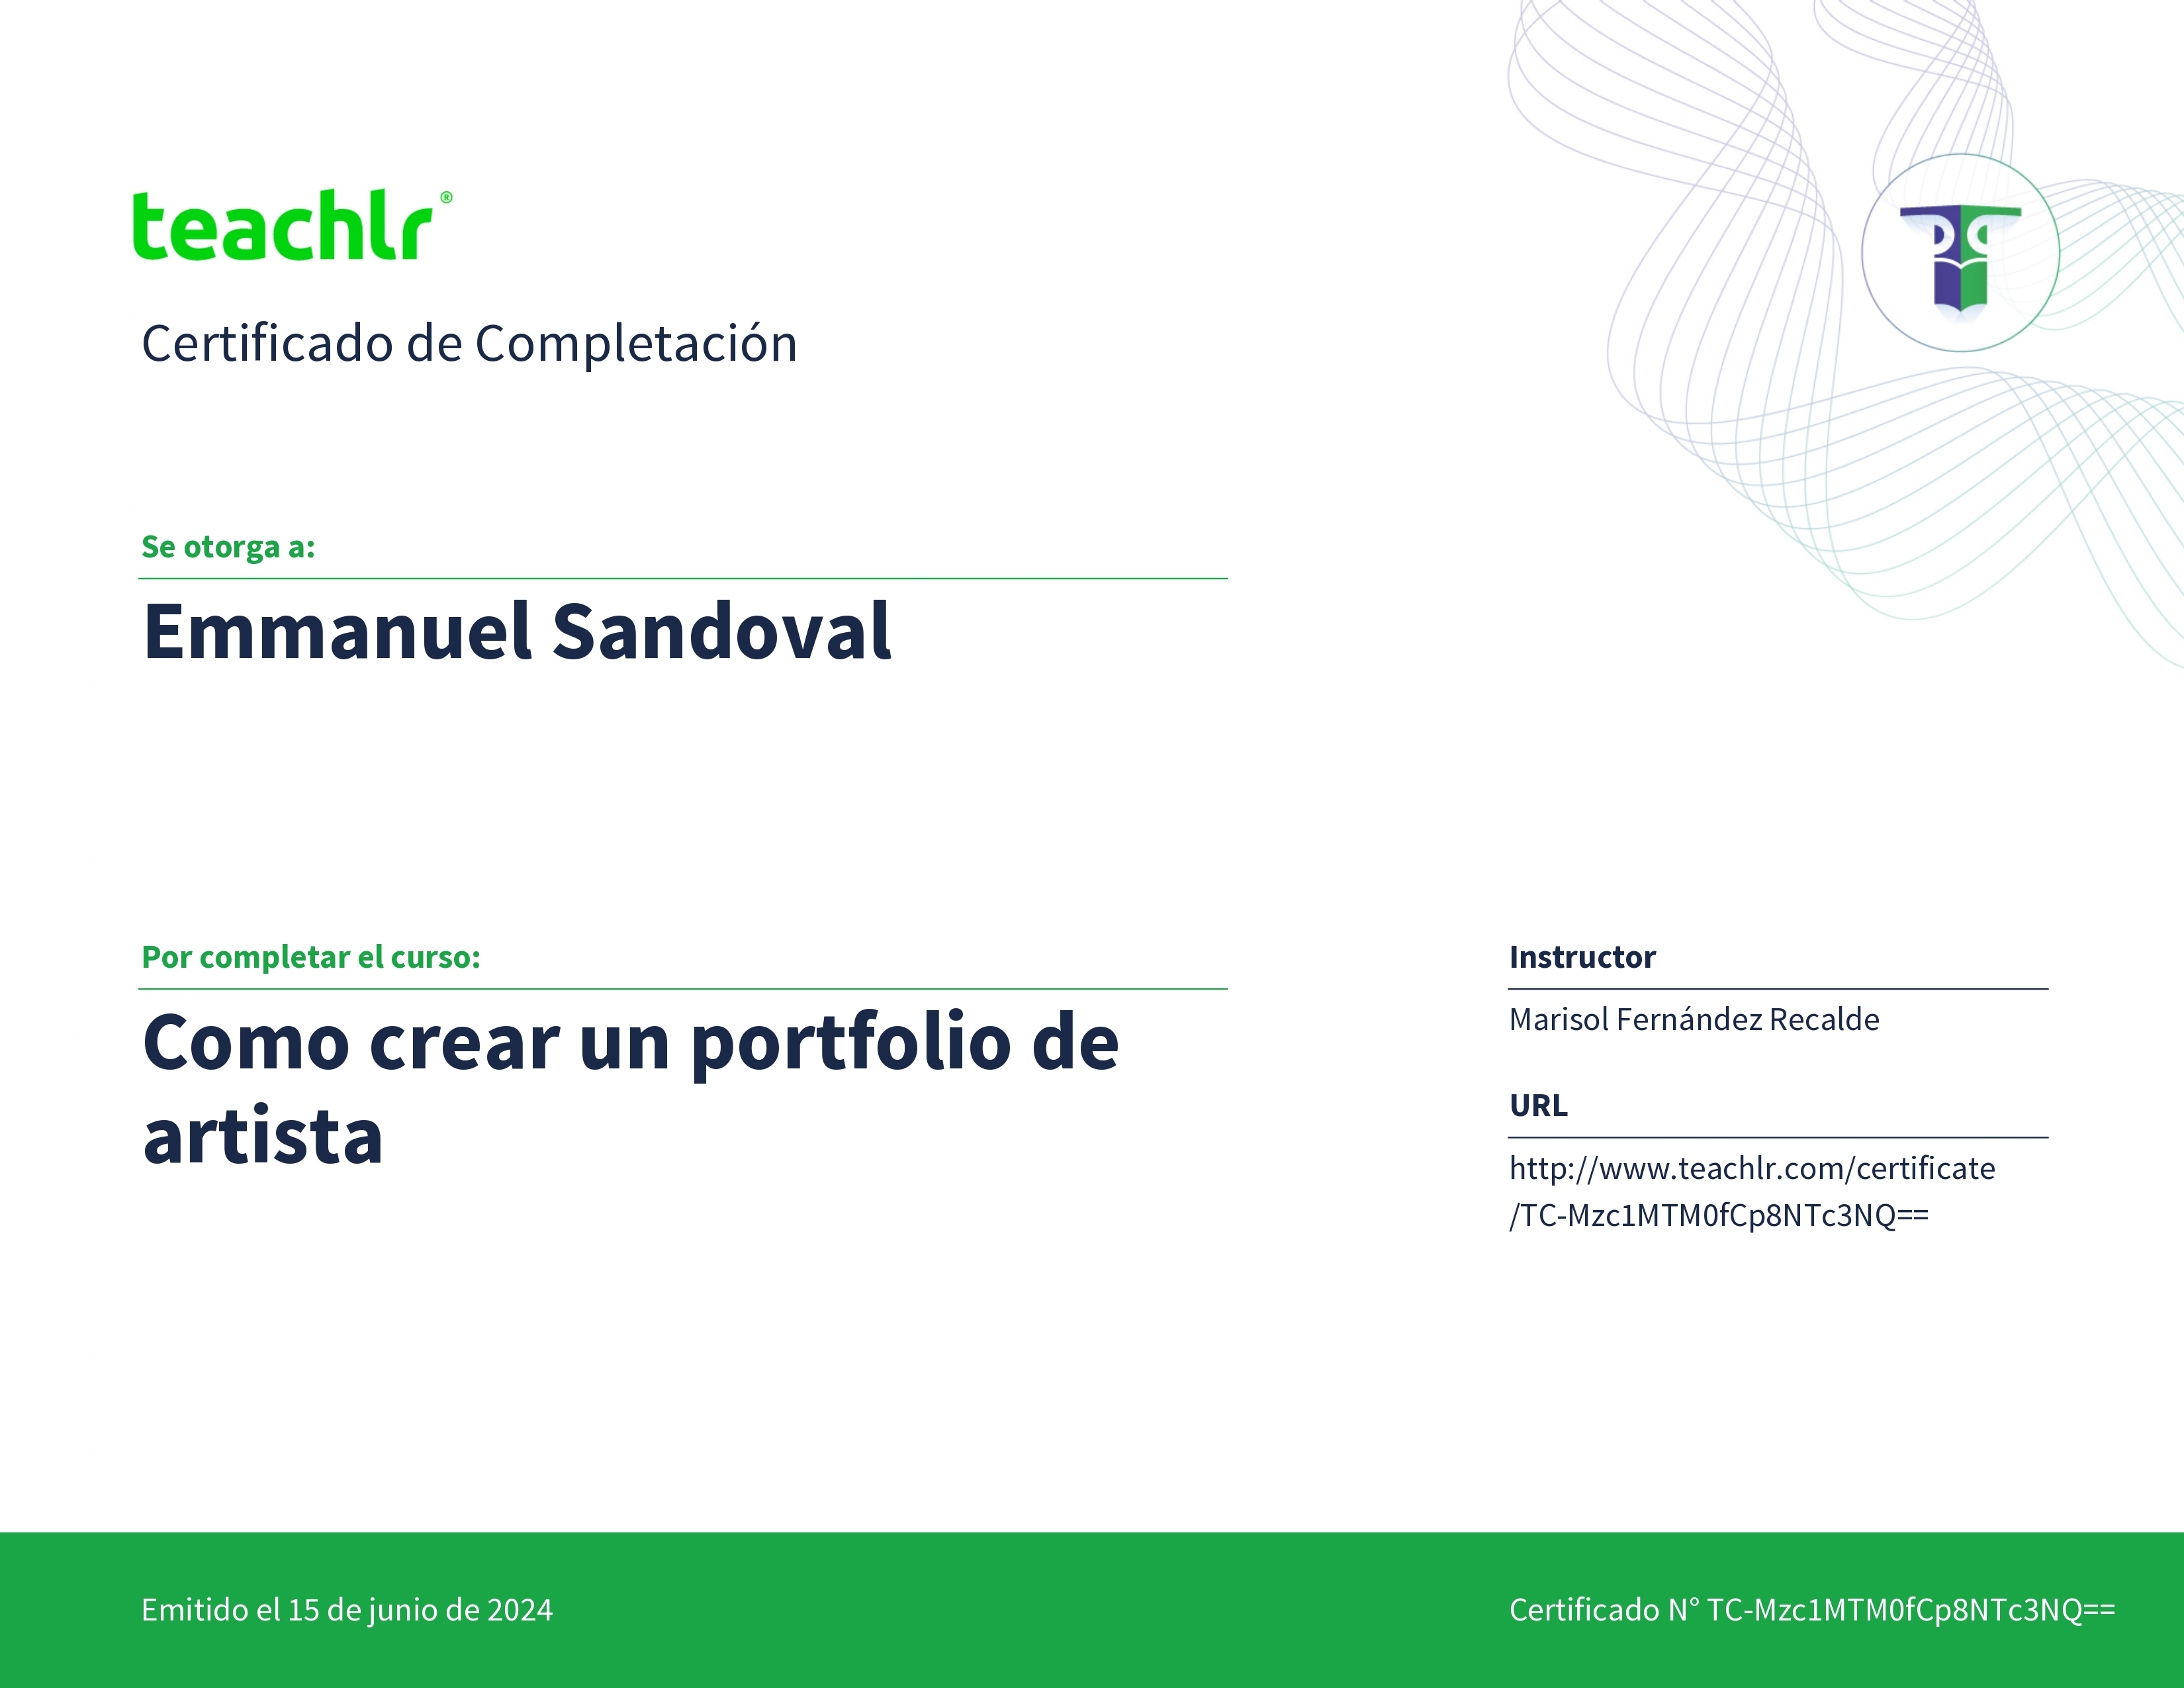 teachlr®
Certificado de Completación
Se otorga a:
Emmanuel Sandoval
Por completar el curso:
Como crear un portfolio de
artista
Instructor
Marisol Fernández Recalde
URL
http://www.teachlr.com/certificate
/TC-Mzc1MTM0fCp8NTc3NQ==
Emitido el 15 de junio de 2024
Certificado N° TC-Mzc1MTM0fCp8NTc3NQ==